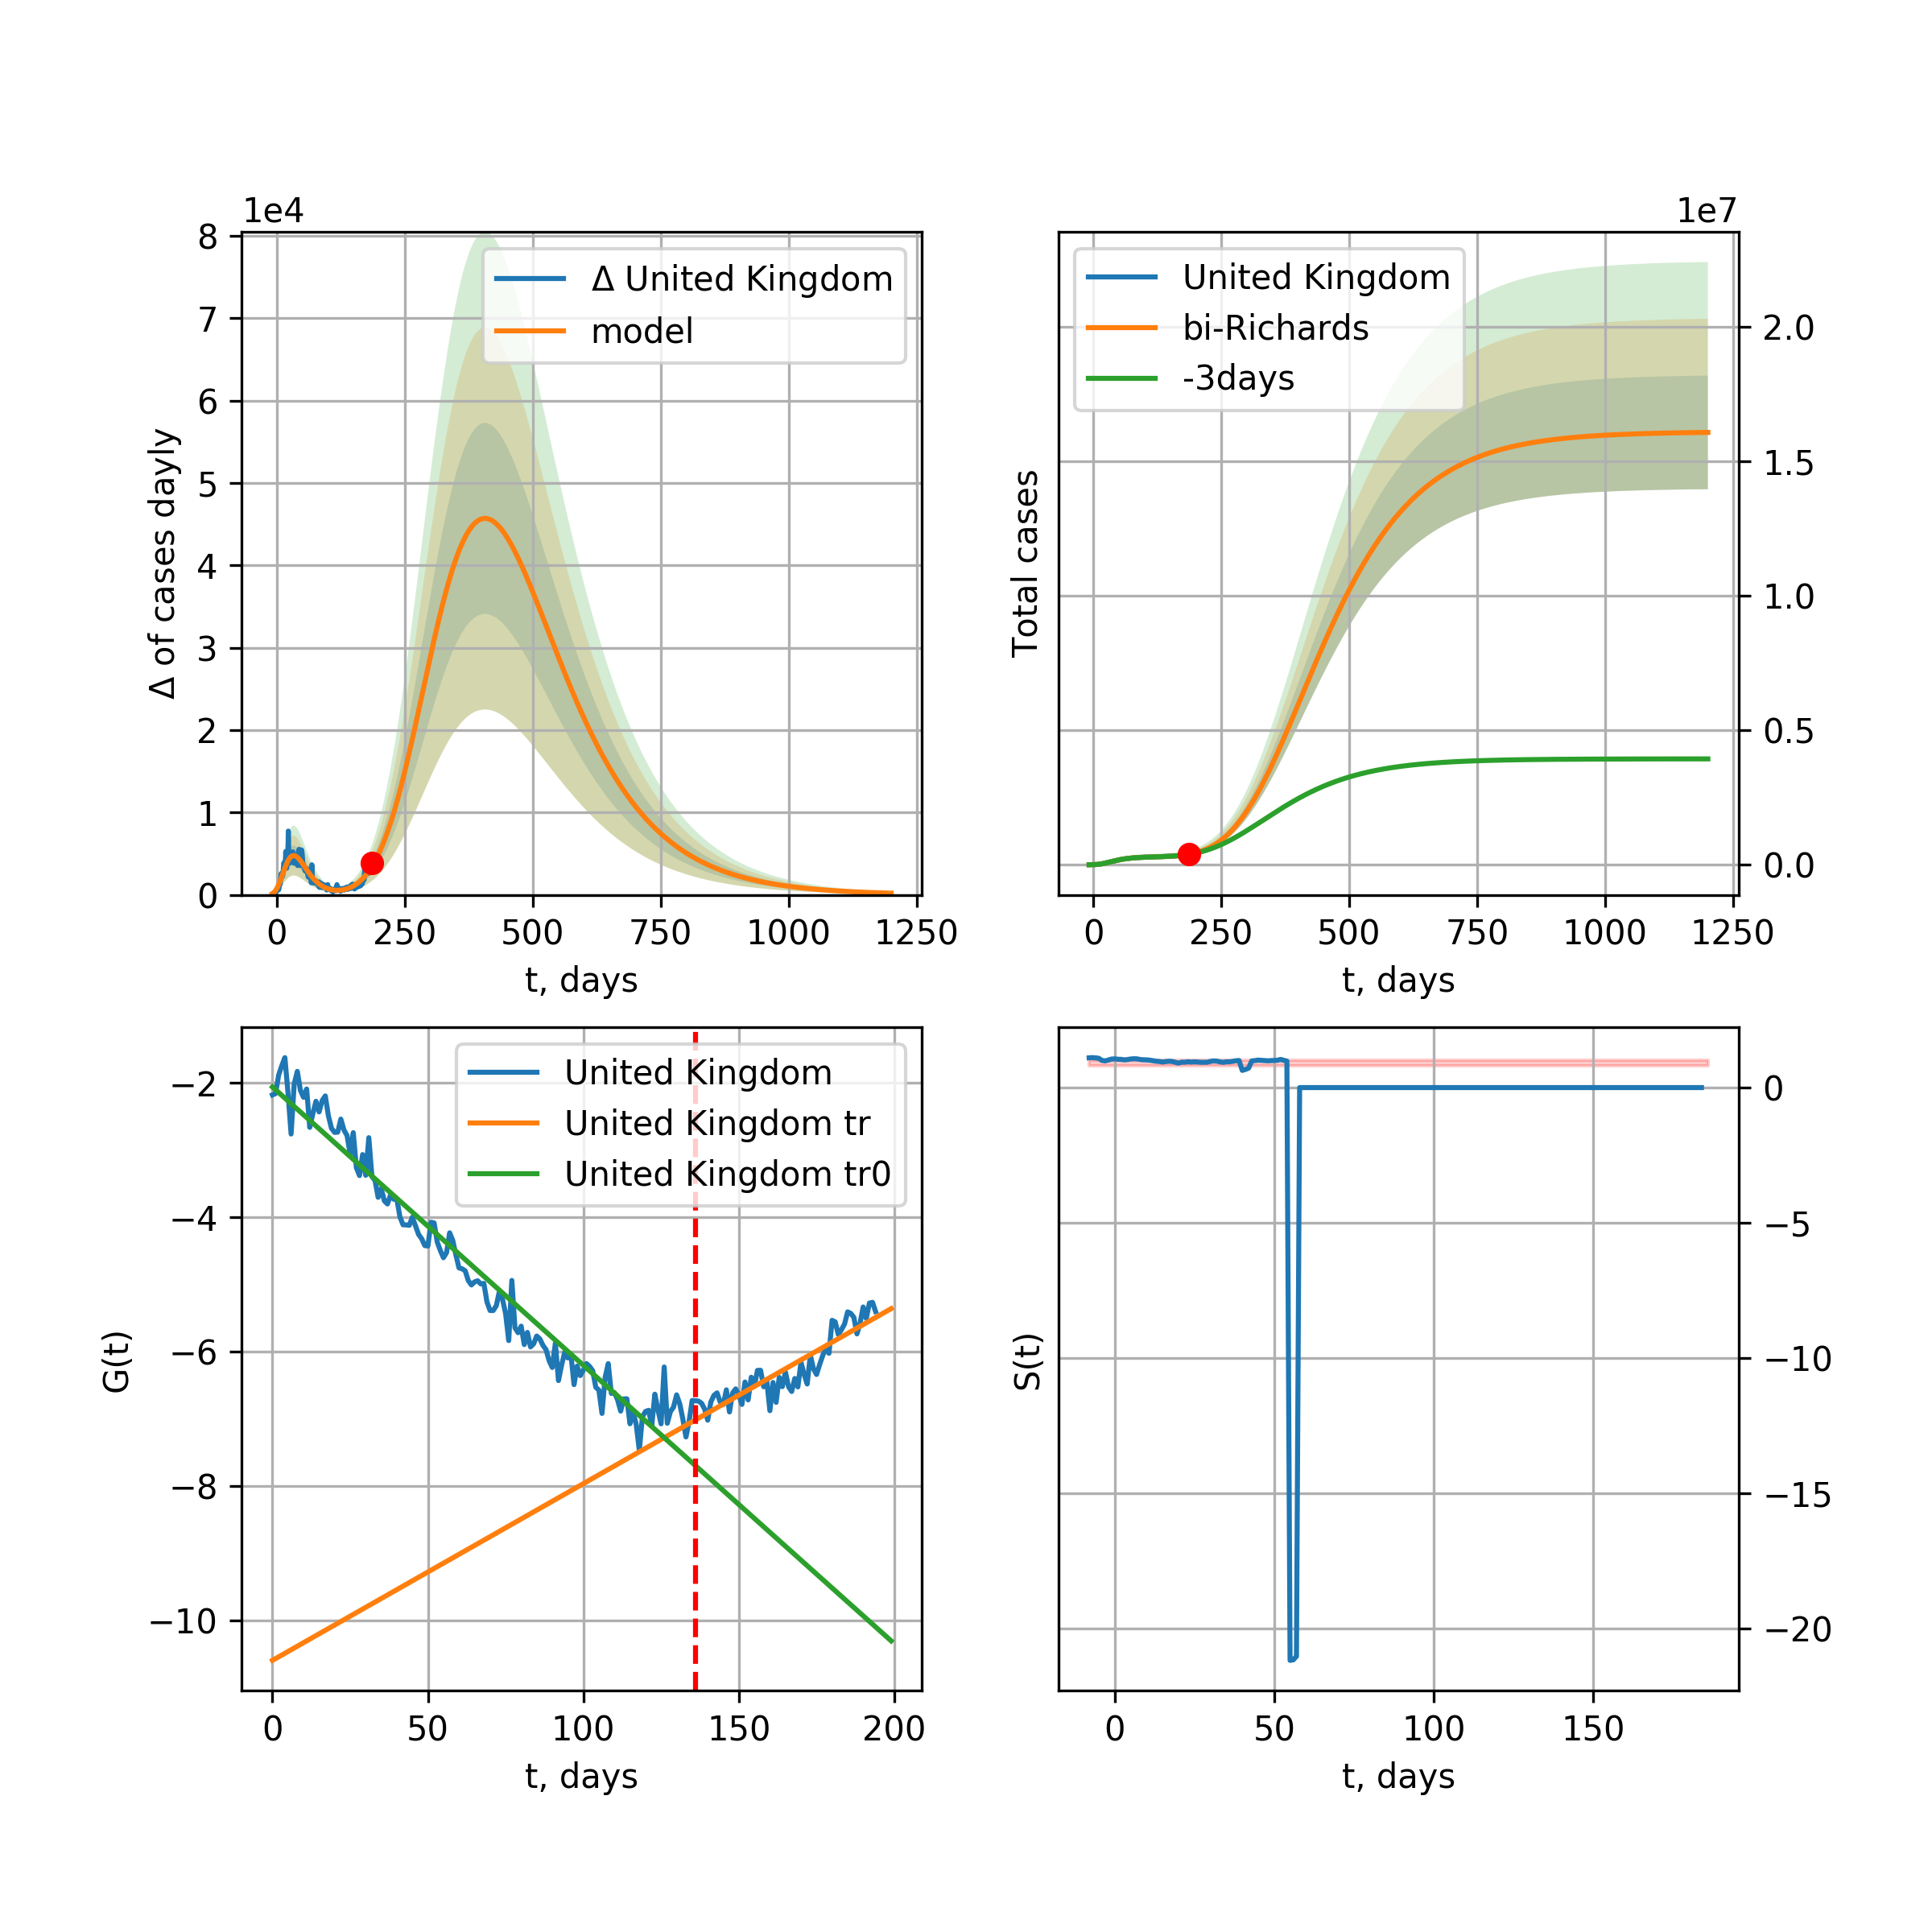 1e4
8
7
6
5
4
3
2
1
0
Δ of cases dayly
Δ United Kingdom
model
0 250 500 750 1000 1250
t, days
1e7
United Kingdom
bi-Richards
-3days
Total cases
2.0
1.5
1.0
0.5
0.0
0 250 500 750 1000 1250
t, days
−2
−4
−6
−8
−10
G(t)
United Kingdom
United Kingdom tr
United Kingdom tr0
0 50 100 150 200
t, days
S(t)
0
−5
−10
−15
−20
0 50 100 150
t, days